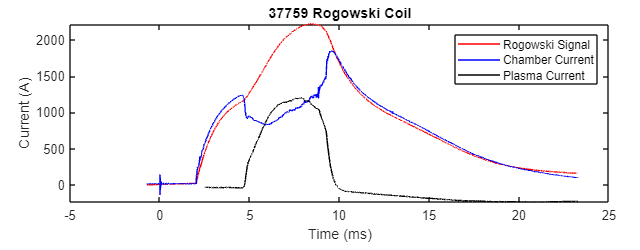 37759 Rogowski Coil
Current (A)
2000
1500
1000
500
0
Rogowski Signal
Chamber Current
Plasma Current
-5 0 5 10 15 20 25
Time (ms)